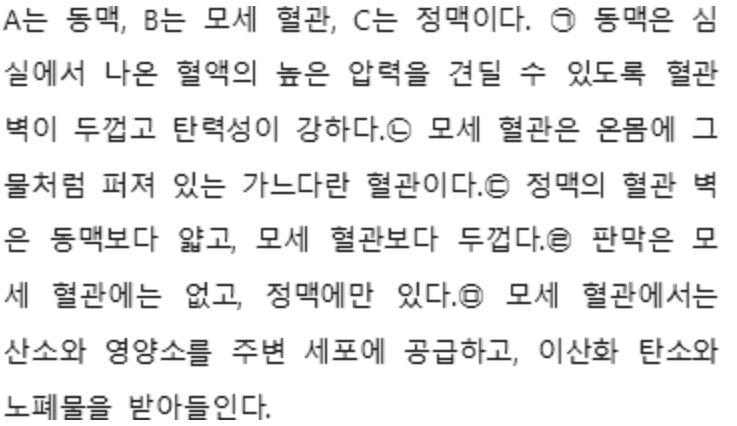 A는 동맥, B는 모세 혈관, C는 정맥이다. ㉠ 동맥은 심
실에서 나온 혈액의 높은 압력을 견딜 수 있도록 혈관
벽이 두껍고 탄력성이 강하다.㉡ 모세 혈관은 온몸에 그
물처럼 퍼져 있는 가느다란 혈관이다.㉢ 정맥의 혈관 벽
은 동맥보다 얇고, 모세 혈관보다 두껍다.㉣ 판막은 모
세 혈관에는 없고, 정맥에만 있다.㉤ 모세 혈관에서는
산소와 영양소를 주변 세포에 공급하고, 이산화 탄소와
노폐물을 받아들인다.